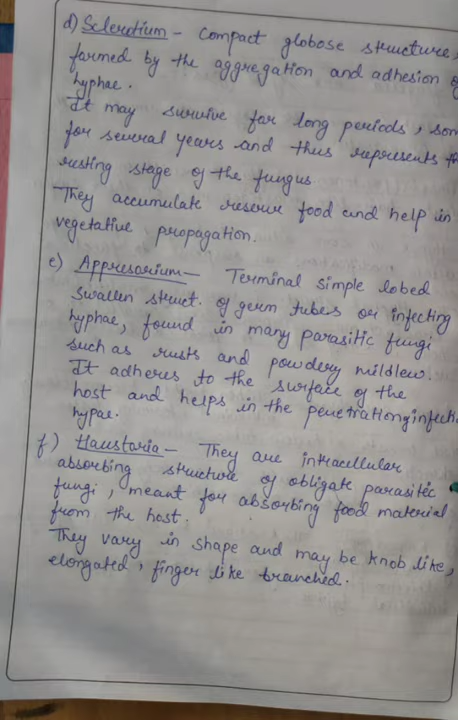 d) Sclerotium - Compact globose structure,
formed by the aggregation and adhesion of
hyphae.
It may survive for long periods, som
for several years and thus represents th
resting stage of the fungus
They accumulate reserve food and help in
vegetative propagation.
e) Appresorium - Terminal simple lobed
swallen struct. of germ tubes or infecting
hyphae, found in many parasitic fungi
such as rusts and powdery mildew.
It adheres to the surface of the
host and helps in the penetrationginfecti
hypae.
f) Haustoria - They are intracellular
absorbing structure of obligate parasitic
fungi, meant for absorbing food material
from the host.
They vary in shape and may be knob like,
elongated, finger like branched.